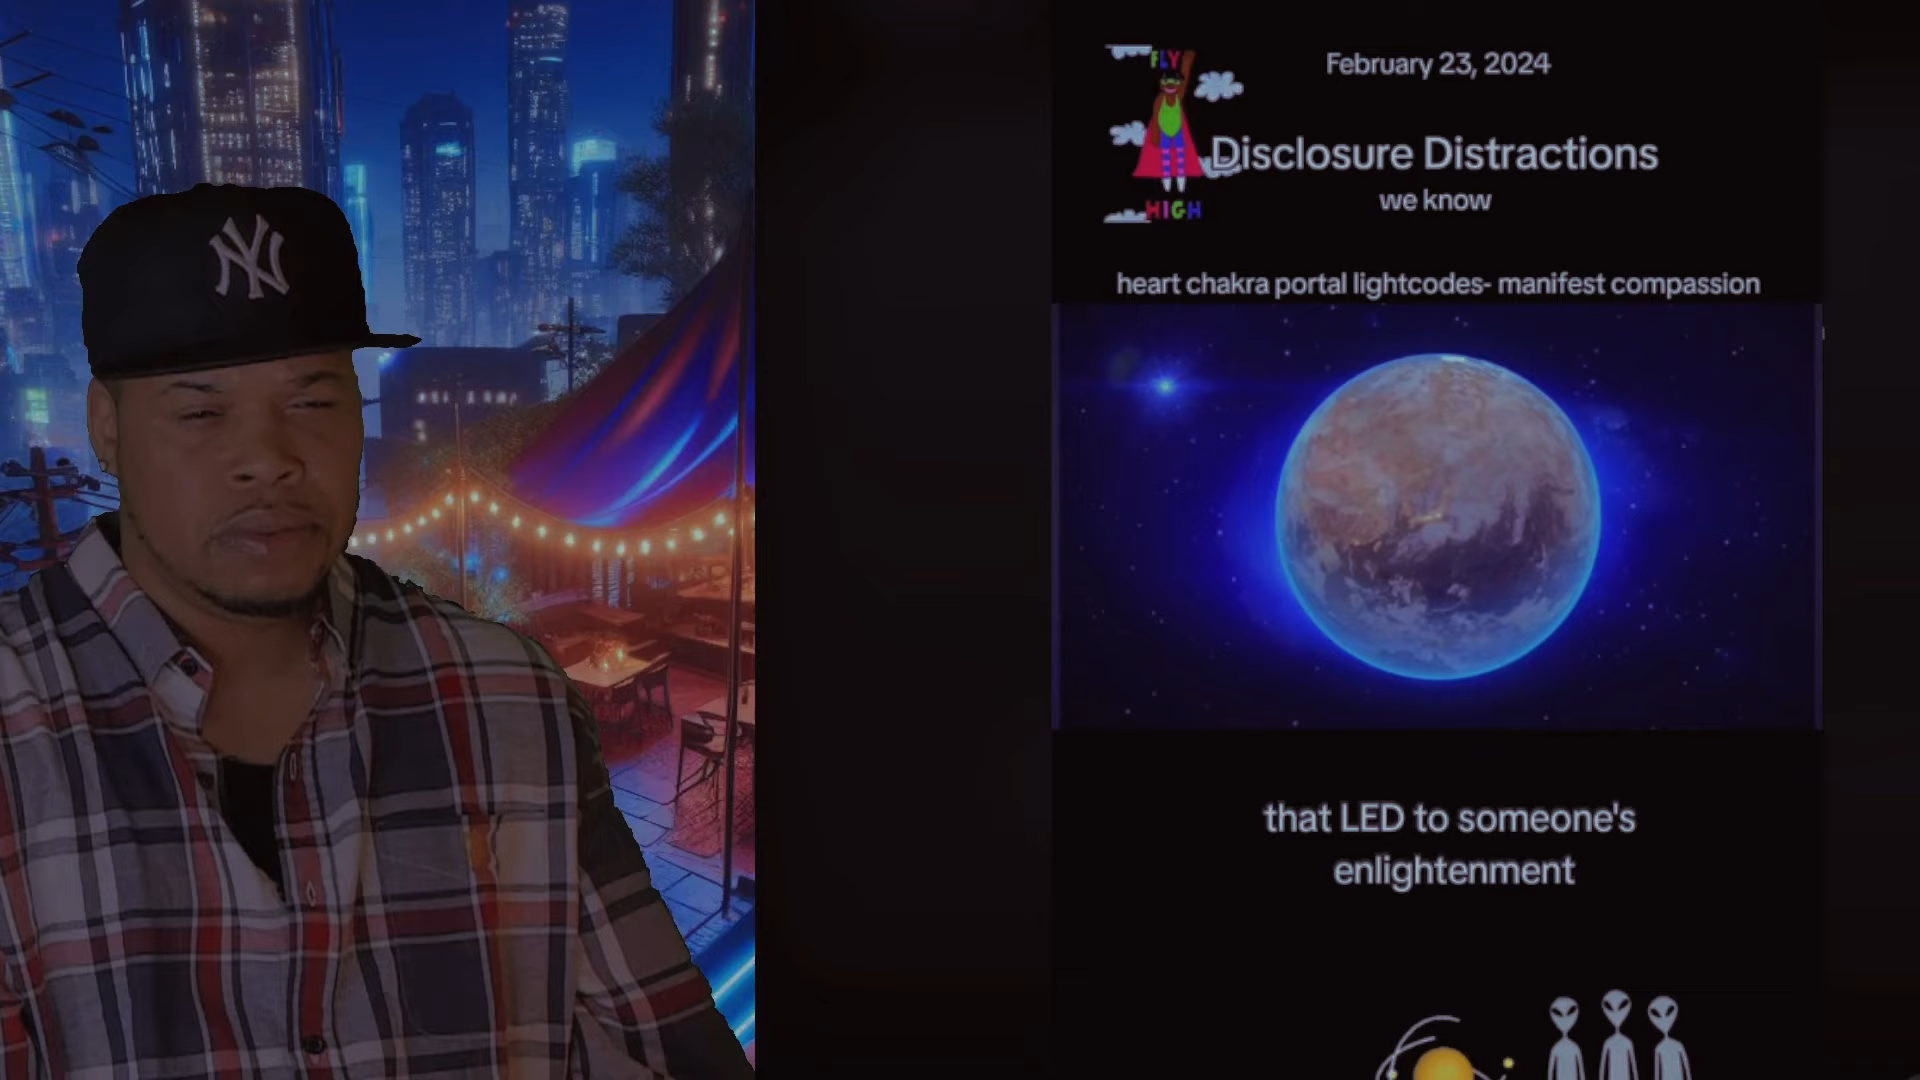 NY
FLY
HIGH
February 23, 2024
Disclosure Distractions
we know
heart chakra portal lightcodes- manifest compassion
that LED to someone's
enlightenment